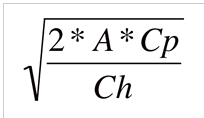 √(2 * A * Cp / Ch)